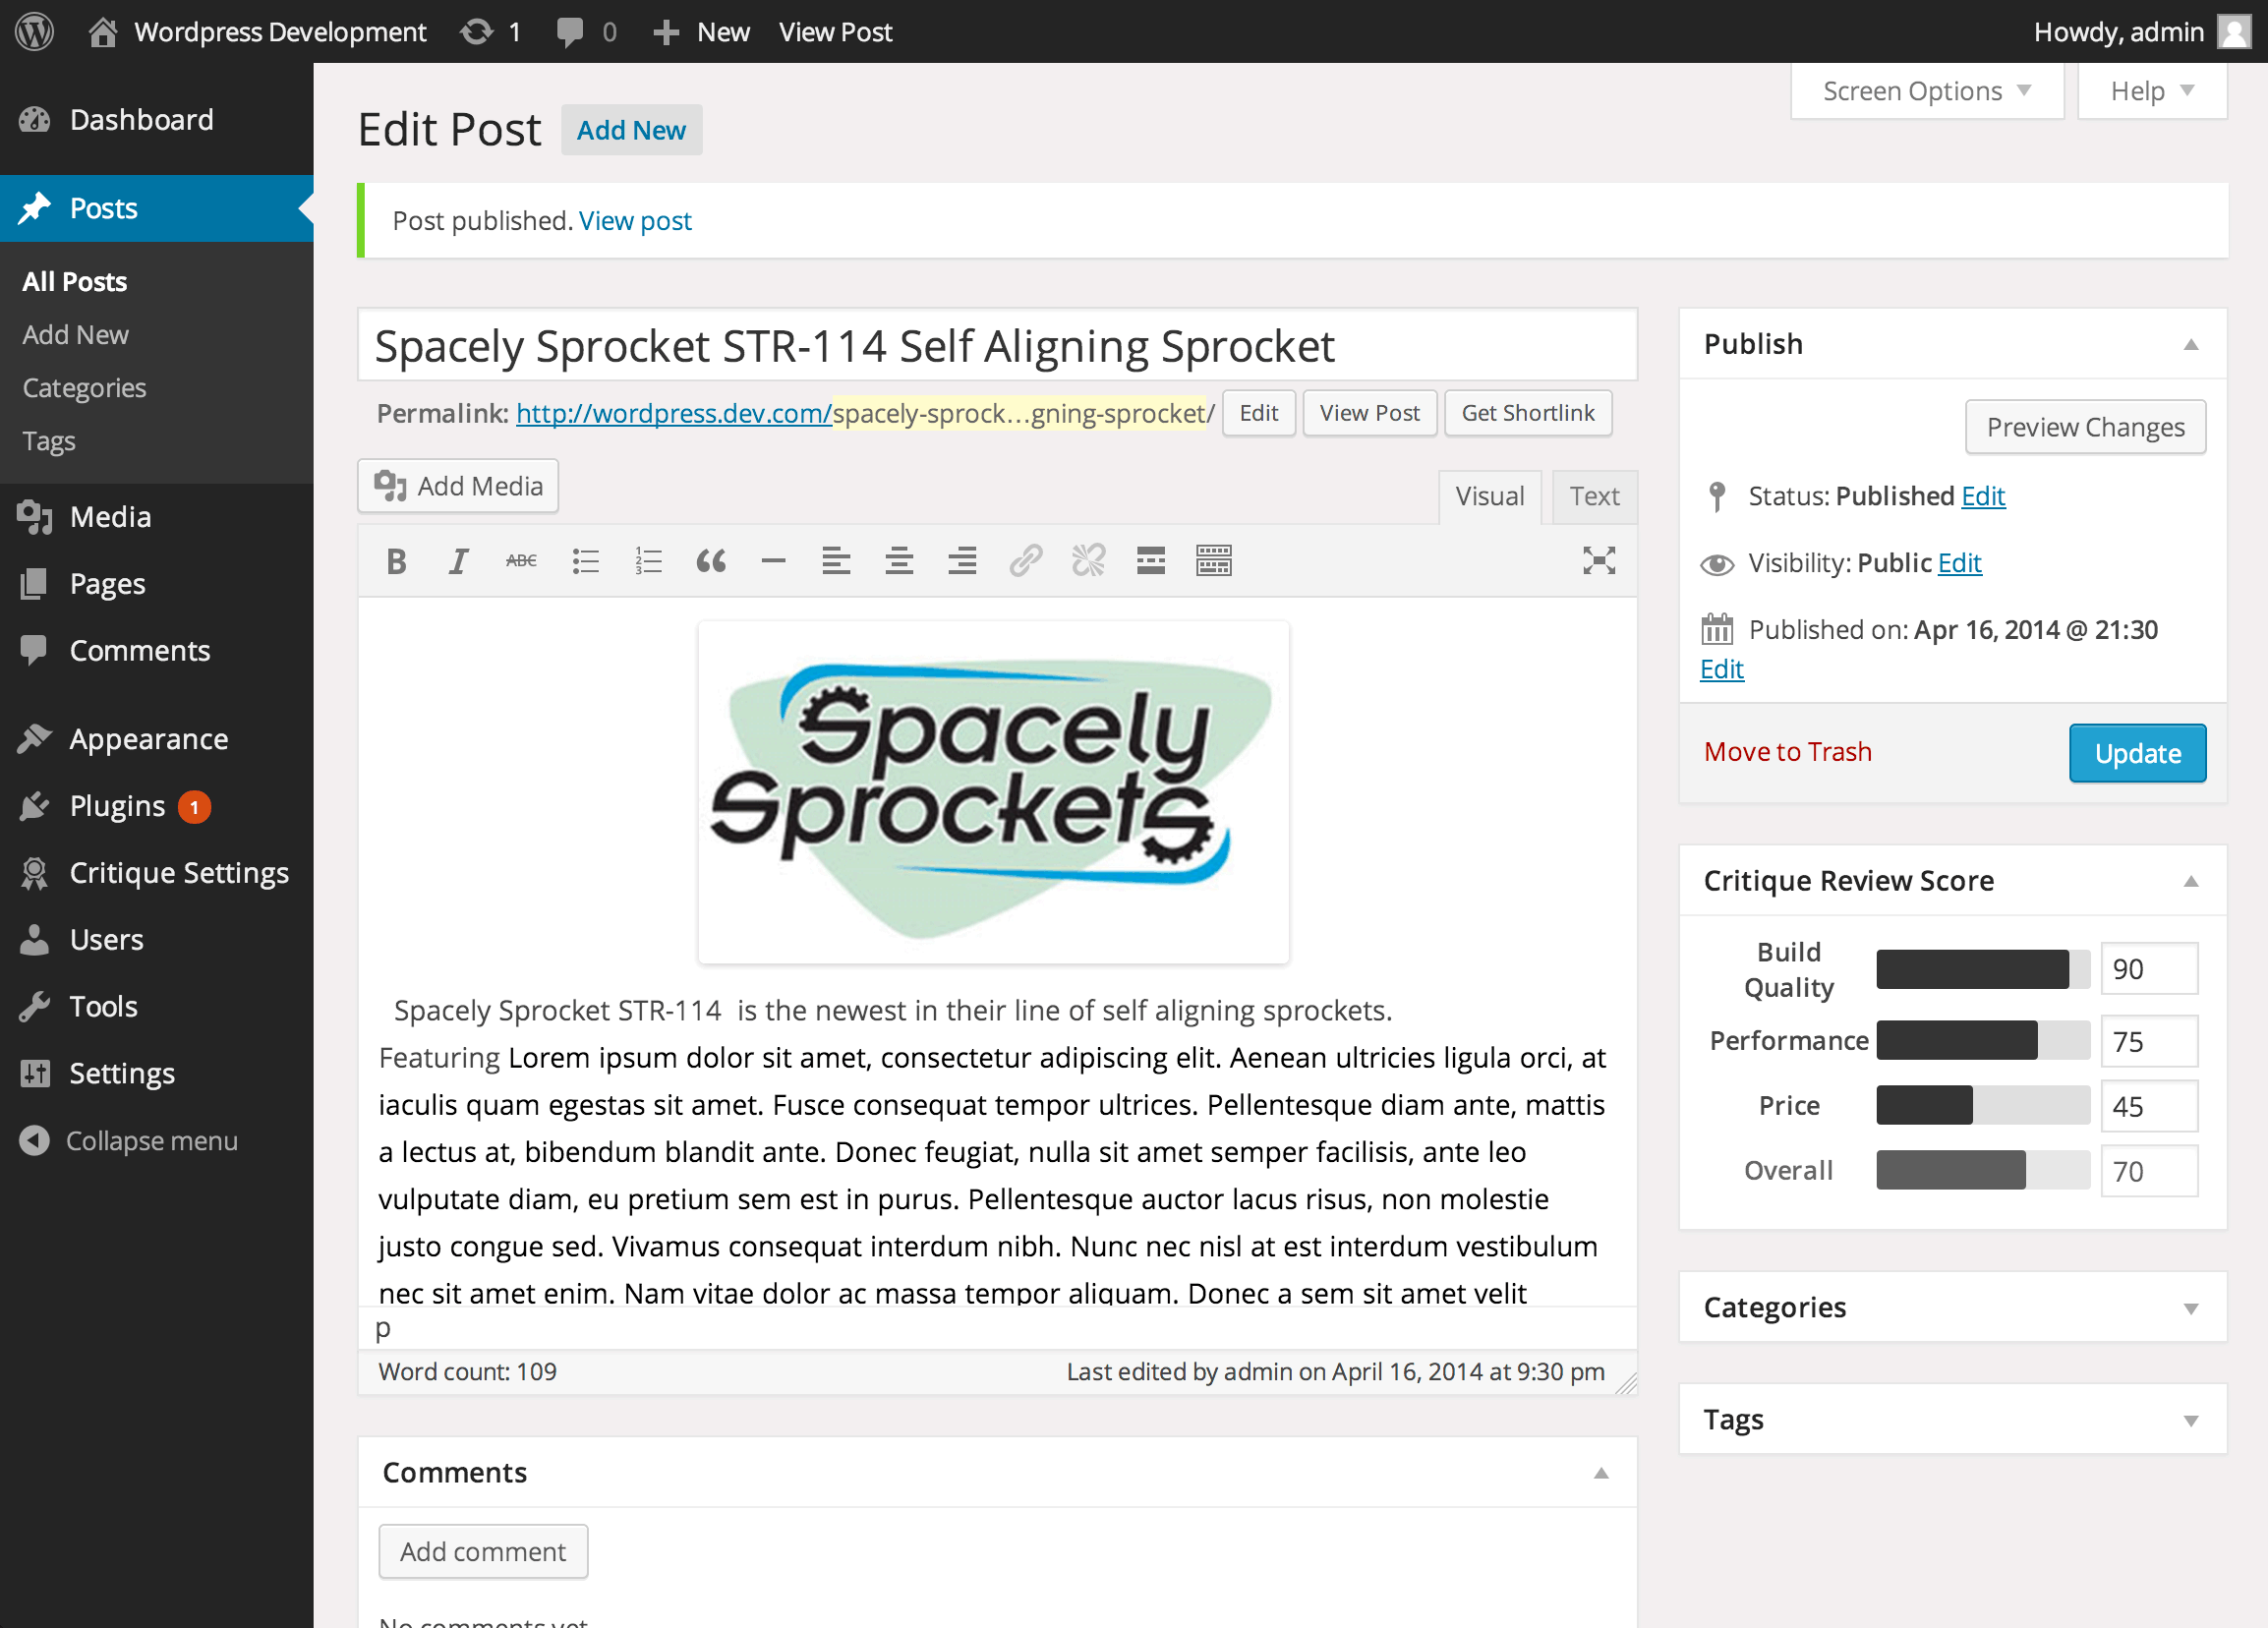 Wordpress Development 1 0 New View Post Howdy, admin
Screen Options Help
Dashboard
Posts
All Posts
Add New
Categories
Tags
Media
Pages
Comments
Appearance
Plugins 1
Critique Settings
Users
Tools
Settings
Collapse menu
Edit Post Add New
Post published. View post
Spacely Sprocket STR-114 Self Aligning Sprocket
Permalink: http://wordpress.dev.com/spacely-sprock…gning-sprocket/ Edit View Post Get Shortlink
Add Media Visual Text
B I ABC
Spacely
Sprockets
Spacely Sprocket STR-114 is the newest in their line of self aligning sprockets.
Featuring Lorem ipsum dolor sit amet, consectetur adipiscing elit. Aenean ultricies ligula orci, at
iaculis quam egestas sit amet. Fusce consequat tempor ultrices. Pellentesque diam ante, mattis
a lectus at, bibendum blandit ante. Donec feugiat, nulla sit amet semper facilisis, ante leo
vulputate diam, eu pretium sem est in purus. Pellentesque auctor lacus risus, non molestie
justo congue sed. Vivamus consequat interdum nibh. Nunc nec nisl at est interdum vestibulum
nec sit amet enim. Nam vitae dolor ac massa tempor aliquam. Donec a sem sit amet velit
p
Word count: 109 Last edited by admin on April 16, 2014 at 9:30 pm
Comments
Add comment
No comments yet
Publish
Preview Changes
Status: Published Edit
Visibility: Public Edit
Published on: Apr 16, 2014 @ 21:30
Edit
Move to Trash Update
Critique Review Score
Build
Quality 90
Performance 75
Price 45
Overall 70
Categories
Tags